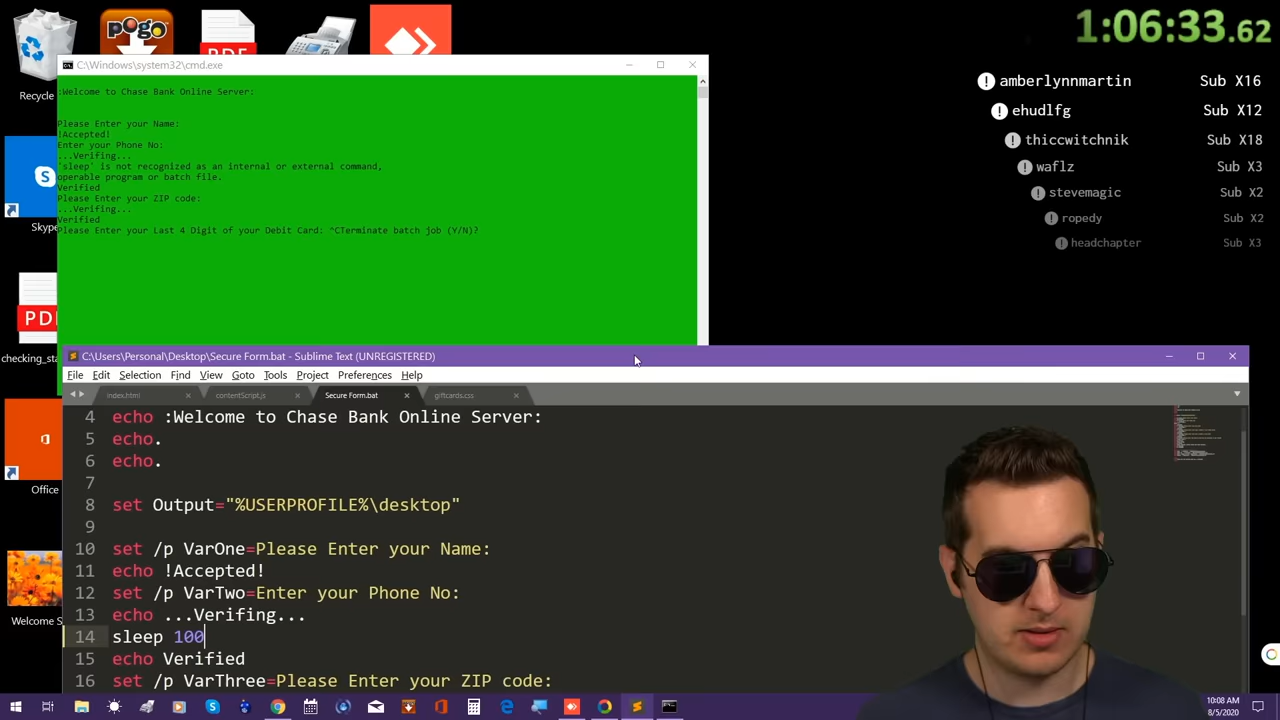 1:06:33.62
pogo
PDF
amberlynnmartin Sub X16
ehudlfg Sub X12
thiccwitchnik Sub X18
waflz Sub X3
stevemagic Sub X2
ropedy Sub X2
headchapter Sub X3
Recycle
Skype
PDF
checking_sta
Office
Welcome S
C:\Windows\system32\cmd.exe
:Welcome to Chase Bank Online Server:
Please Enter your Name:
!Accepted!
Enter your Phone No:
...Verifing...
'sleep' is not recognized as an internal or external command,
operable program or batch file.
Verified
Please Enter your ZIP code:
...Verifing...
Verified
Please Enter your Last 4 Digit of your Debit Card: ^CTerminate batch job (Y/N)?
C:\Users\Personal\Desktop\Secure Form.bat - Sublime Text (UNREGISTERED)
File Edit Selection Find View Goto Tools Project Preferences Help
index.html contentScript.js Secure Form.bat giftcards.css
4 echo :Welcome to Chase Bank Online Server:
5 echo.
6 echo.
7
8 set Output="%USERPROFILE%\desktop"
9
10 set /p VarOne=Please Enter your Name:
11 echo !Accepted!
12 set /p VarTwo=Enter your Phone No:
13 echo ...Verifing...
14 sleep 100
15 echo Verified
16 set /p VarThree=Please Enter your ZIP code:
10:08 AM
8/5/2020